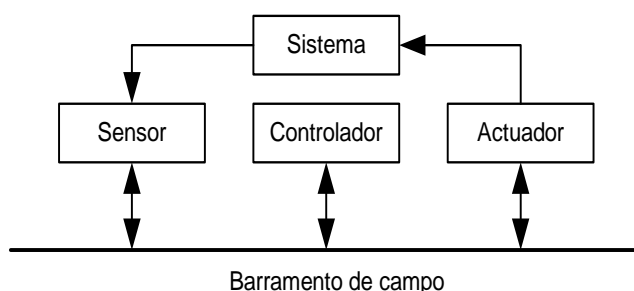 Sistema
Sensor
Controlador
Actuador
Barramento de campo